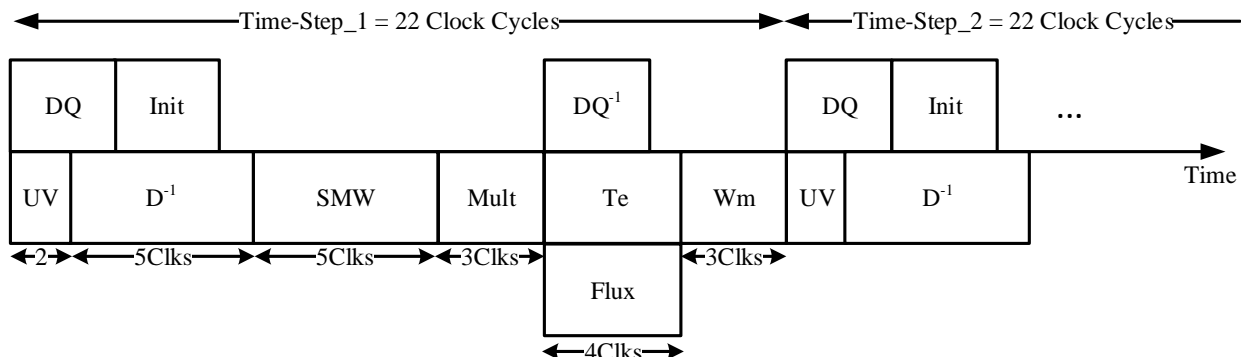 Time-Step_1 = 22 Clock Cycles Time-Step_2 = 22 Clock Cycles
DQ Init DQ⁻¹ DQ Init ...
Time
UV D⁻¹ SMW Mult Te Wm UV D⁻¹
2 5Clks 5Clks 3Clks 3Clks
Flux
4Clks